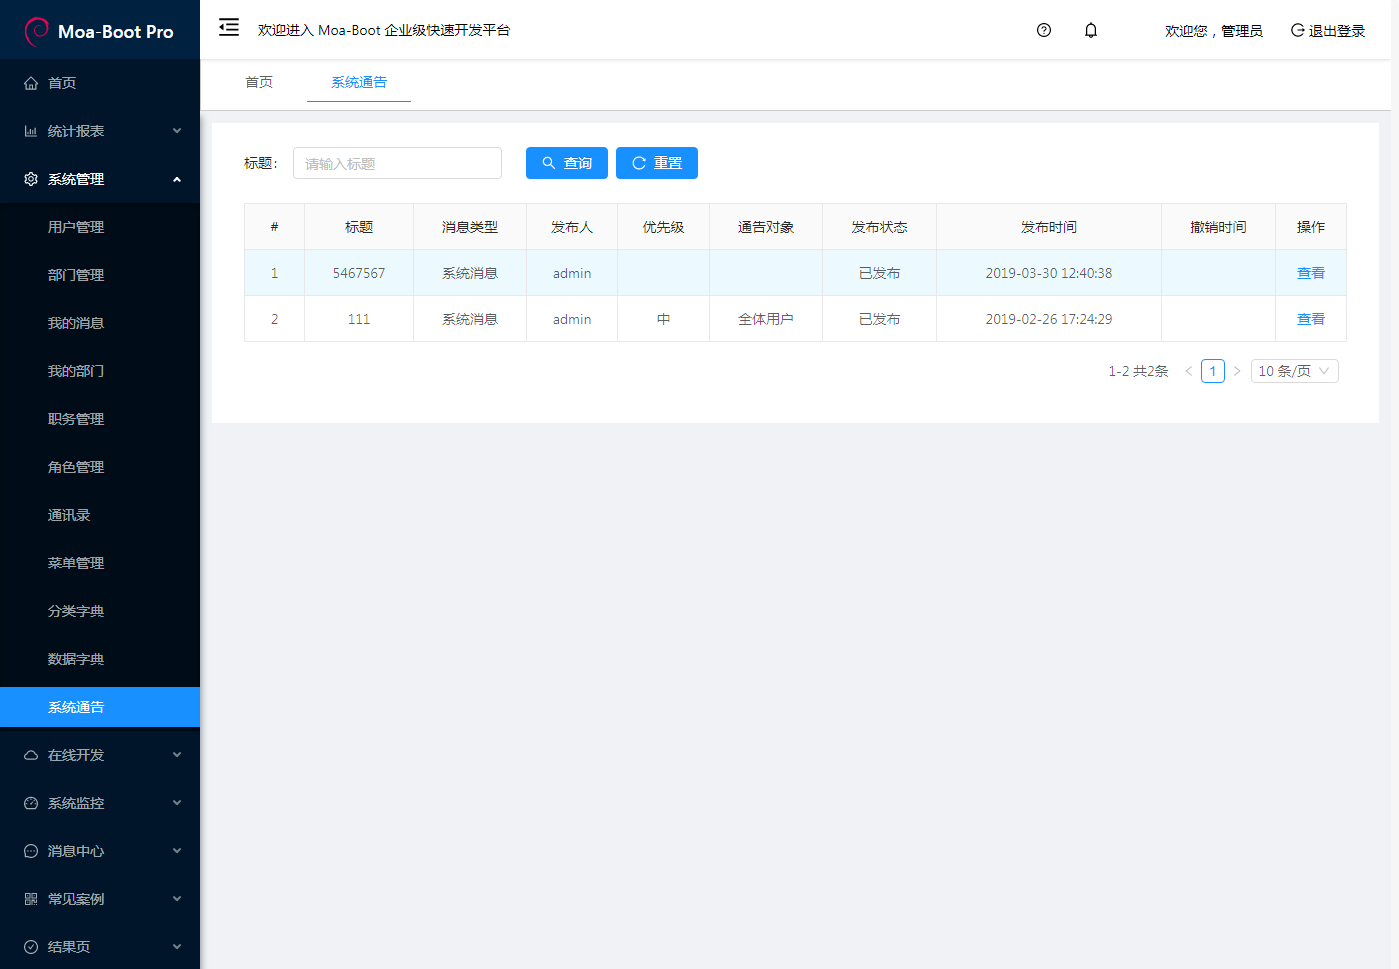 Moa-Boot Pro
欢迎进入 Moa-Boot 企业级快速开发平台
欢迎您，管理员
退出登录
首页
统计报表
系统管理
用户管理
部门管理
我的消息
我的部门
职务管理
角色管理
通讯录
菜单管理
分类字典
数据字典
系统通告
在线开发
系统监控
消息中心
常见案例
结果页
首页 系统通告
标题： 请输入标题 查询 重置
# 标题 消息类型 发布人 优先级 通告对象 发布状态 发布时间 撤销时间 操作
1 5467567 系统消息 admin 已发布 2019-03-30 12:40:38 查看
2 111 系统消息 admin 中 全体用户 已发布 2019-02-26 17:24:29 查看
1-2 共2条 < 1 > 10 条/页